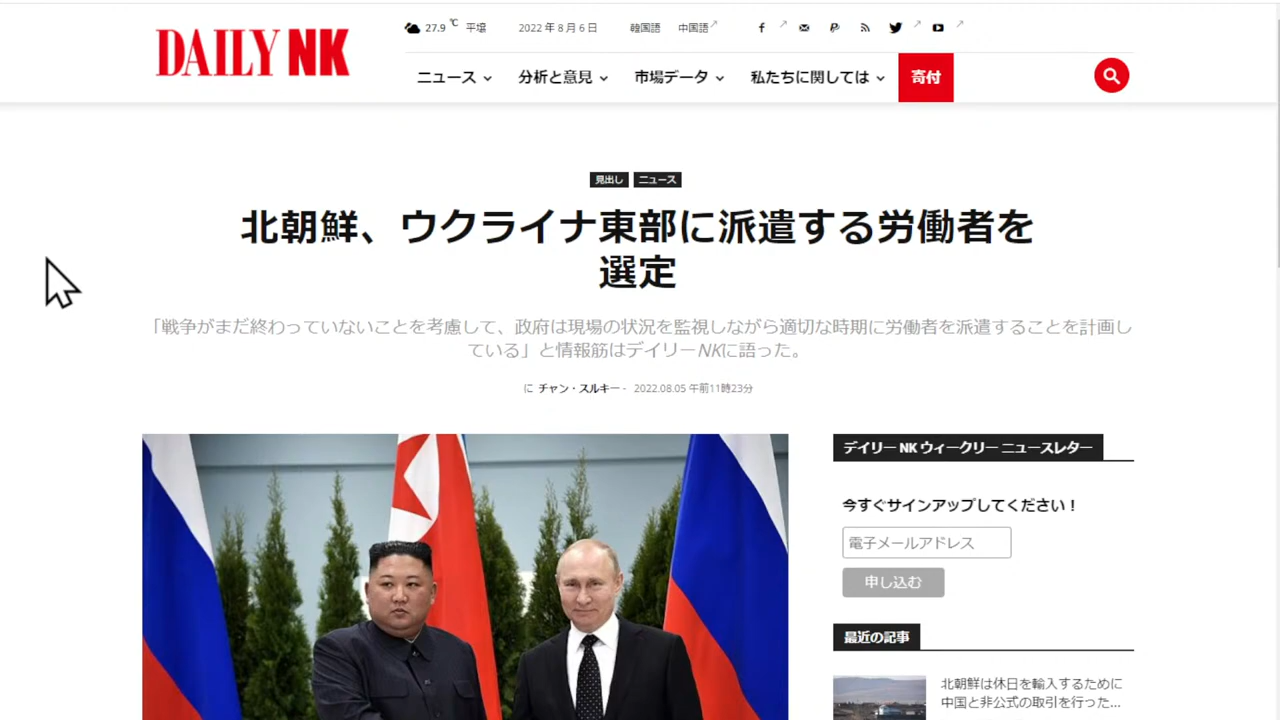 DAILY NK
27.9 ℃ 平壌 2022 年 8 月 6 日 韓国語 中国語
ニュース 分析と意見 市場データ 私たちに関しては 寄付
見出し ニュース
北朝鮮、ウクライナ東部に派遣する労働者を
選定
「戦争がまだ終わっていないことを考慮して、政府は現場の状況を監視しながら適切な時期に労働者を派遣することを計画し
ている」と情報筋はデイリーNKに語った。
に チャン・スルキー - 2022.08.05 午前11時23分
デイリー NK ウィークリー ニュースレター
今すぐサインアップしてください！
電子メールアドレス
申し込む
最近の記事
北朝鮮は休日を輸入するために
中国と非公式の取引を行った...